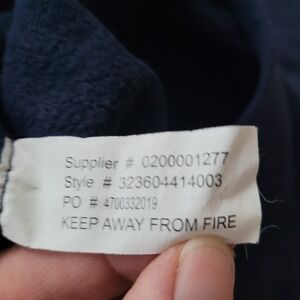 Supplier # 0200001277
Style # 323604414003
PO # 4700332019
KEEP AWAY FROM FIRE